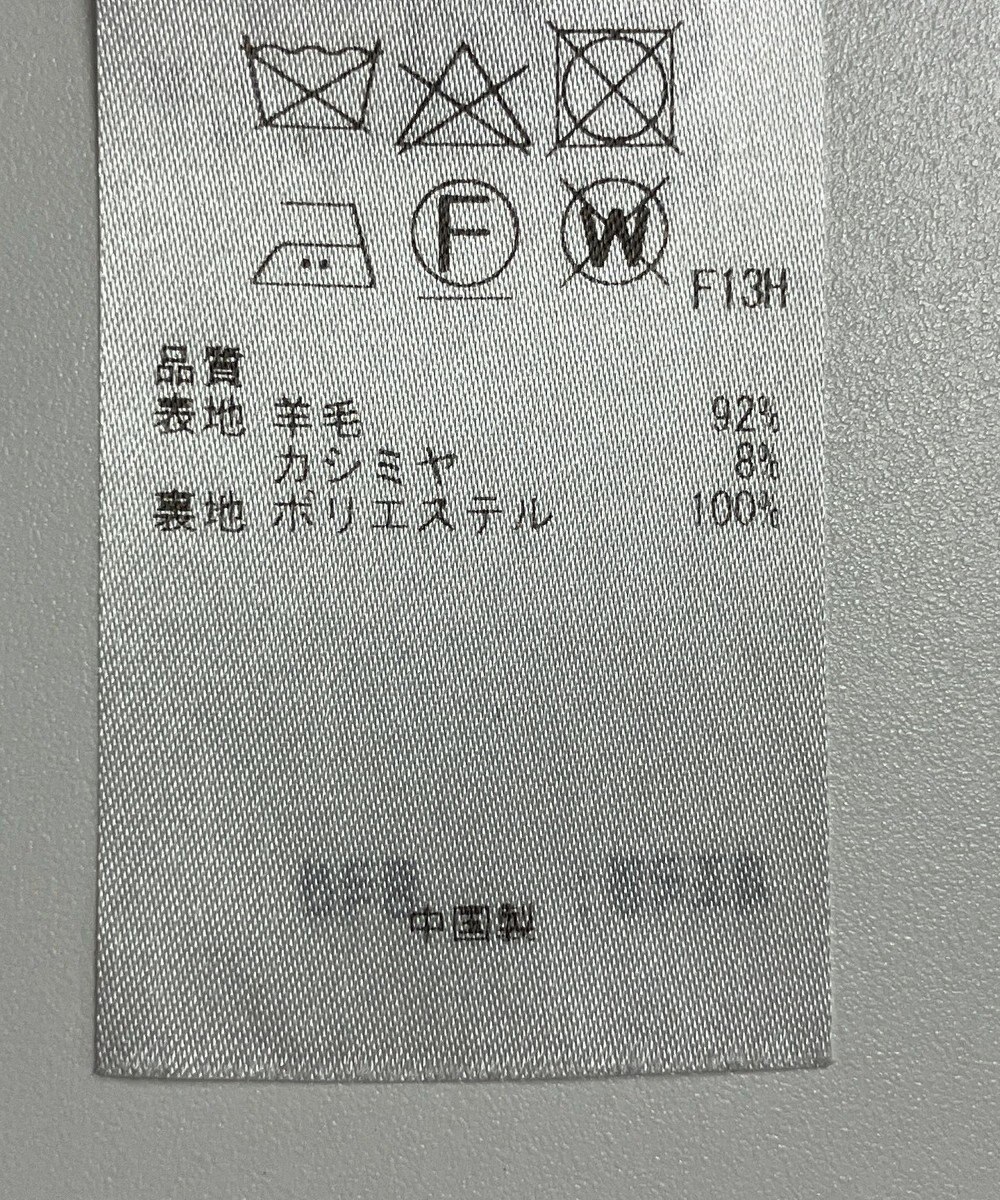 F
W
F13H
品質
表地 羊毛 92%
カシミヤ 8%
裏地 ポリエステル 100%
中国製